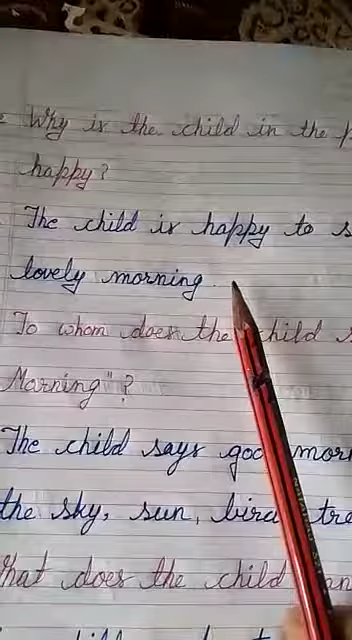 Why is the child in the
happy?
The child is happy to
lovely morning.
To whom does the child
Morning"?
The child says good
the sky, sun, bird
What does the child